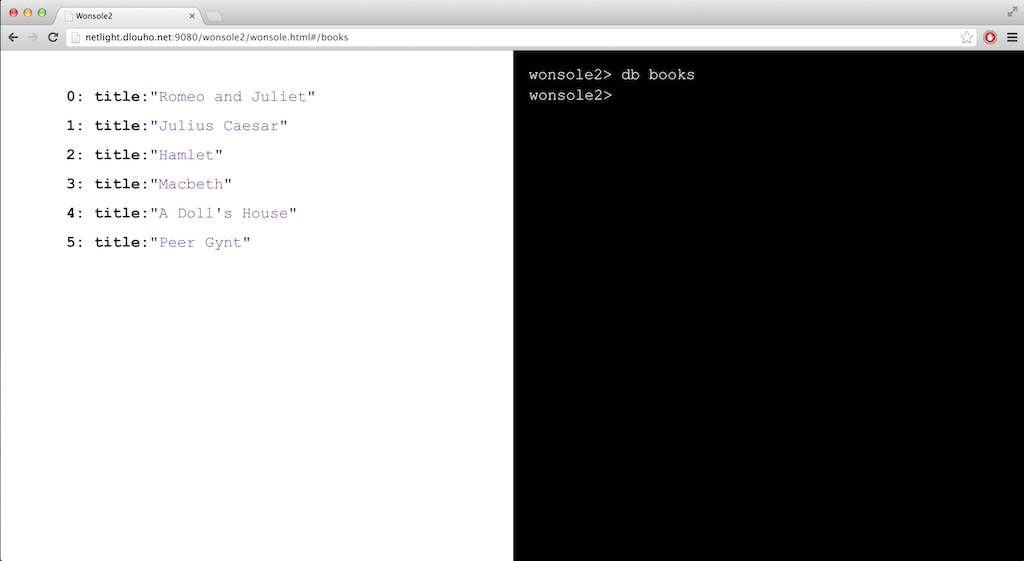 Wonsole2
netlight.dlouho.net:9080/wonsole2/wonsole.html#/books
0: title:"Romeo and Juliet"
1: title:"Julius Caesar"
2: title:"Hamlet"
3: title:"Macbeth"
4: title:"A Doll's House"
5: title:"Peer Gynt"
wonsole2> db books
wonsole2>